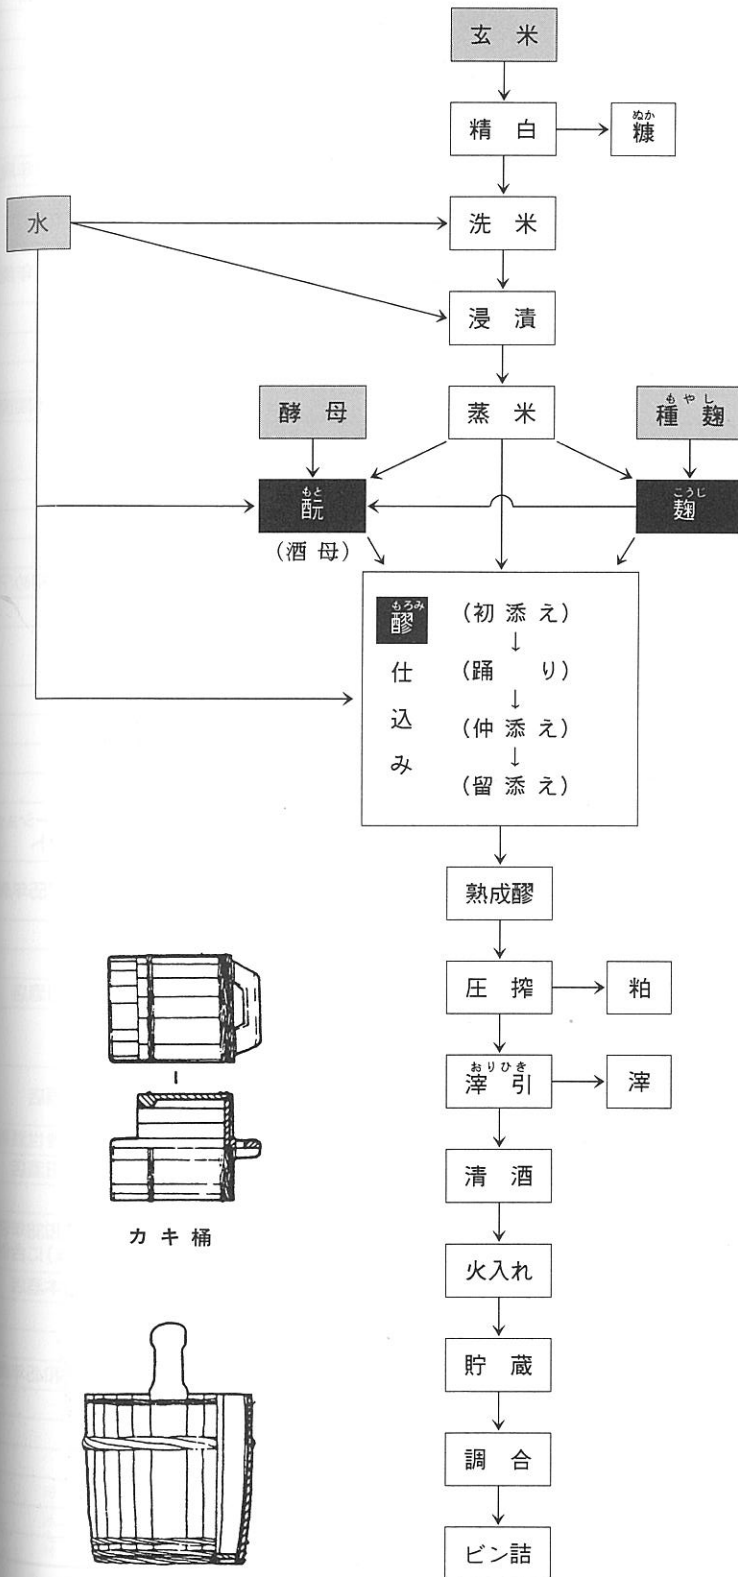 玄米
精白
ぬか
糠
水
洗米
浸漬
酵母
蒸米
もやし
種麹
もと
酛
こうじ
麹
(酒母)
もろみ
醪
仕込み
(初添え)
↓
(踊り)
↓
(仲添え)
↓
(留添え)
熟成醪
圧搾
粕
おりひき
滓引
滓
清酒
カキ桶
火入れ
貯蔵
調合
ビン詰